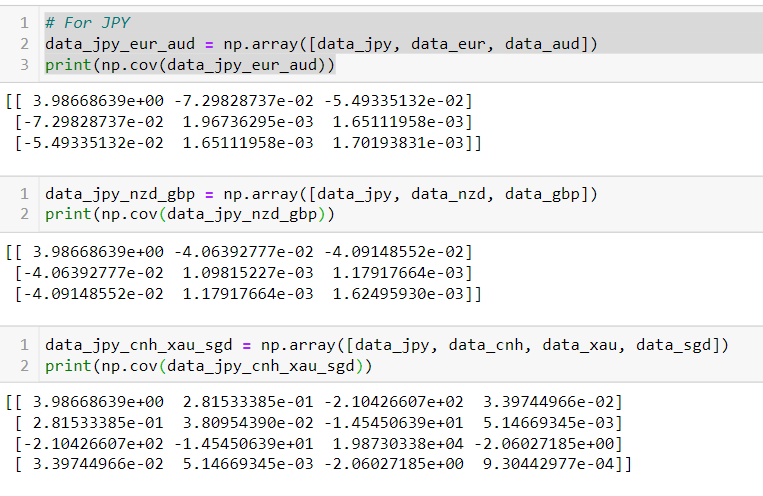 1 # For JPY
2 data_jpy_eur_aud = np.array([data_jpy, data_eur, data_aud])
3 print(np.cov(data_jpy_eur_aud))
[[ 3.98668639e+00 -7.29828737e-02 -5.49335132e-02]
[-7.29828737e-02 1.96736295e-03 1.65111958e-03]
[-5.49335132e-02 1.65111958e-03 1.70193831e-03]]
1 data_jpy_nzd_gbp = np.array([data_jpy, data_nzd, data_gbp])
2 print(np.cov(data_jpy_nzd_gbp))
[[ 3.98668639e+00 -4.06392777e-02 -4.09148552e-02]
[-4.06392777e-02 1.09815227e-03 1.17917664e-03]
[-4.09148552e-02 1.17917664e-03 1.62495930e-03]]
1 data_jpy_cnh_xau_sgd = np.array([data_jpy, data_cnh, data_xau, data_sgd])
2 print(np.cov(data_jpy_cnh_xau_sgd))
[[ 3.98668639e+00 2.81533385e-01 -2.10426607e+02 3.39744966e-02]
[ 2.81533385e-01 3.80954390e-02 -1.45450639e+01 5.14669345e-03]
[-2.10426607e+02 -1.45450639e+01 1.98730338e+04 -2.06027185e+00]
[ 3.39744966e-02 5.14669345e-03 -2.06027185e+00 9.30442977e-04]]